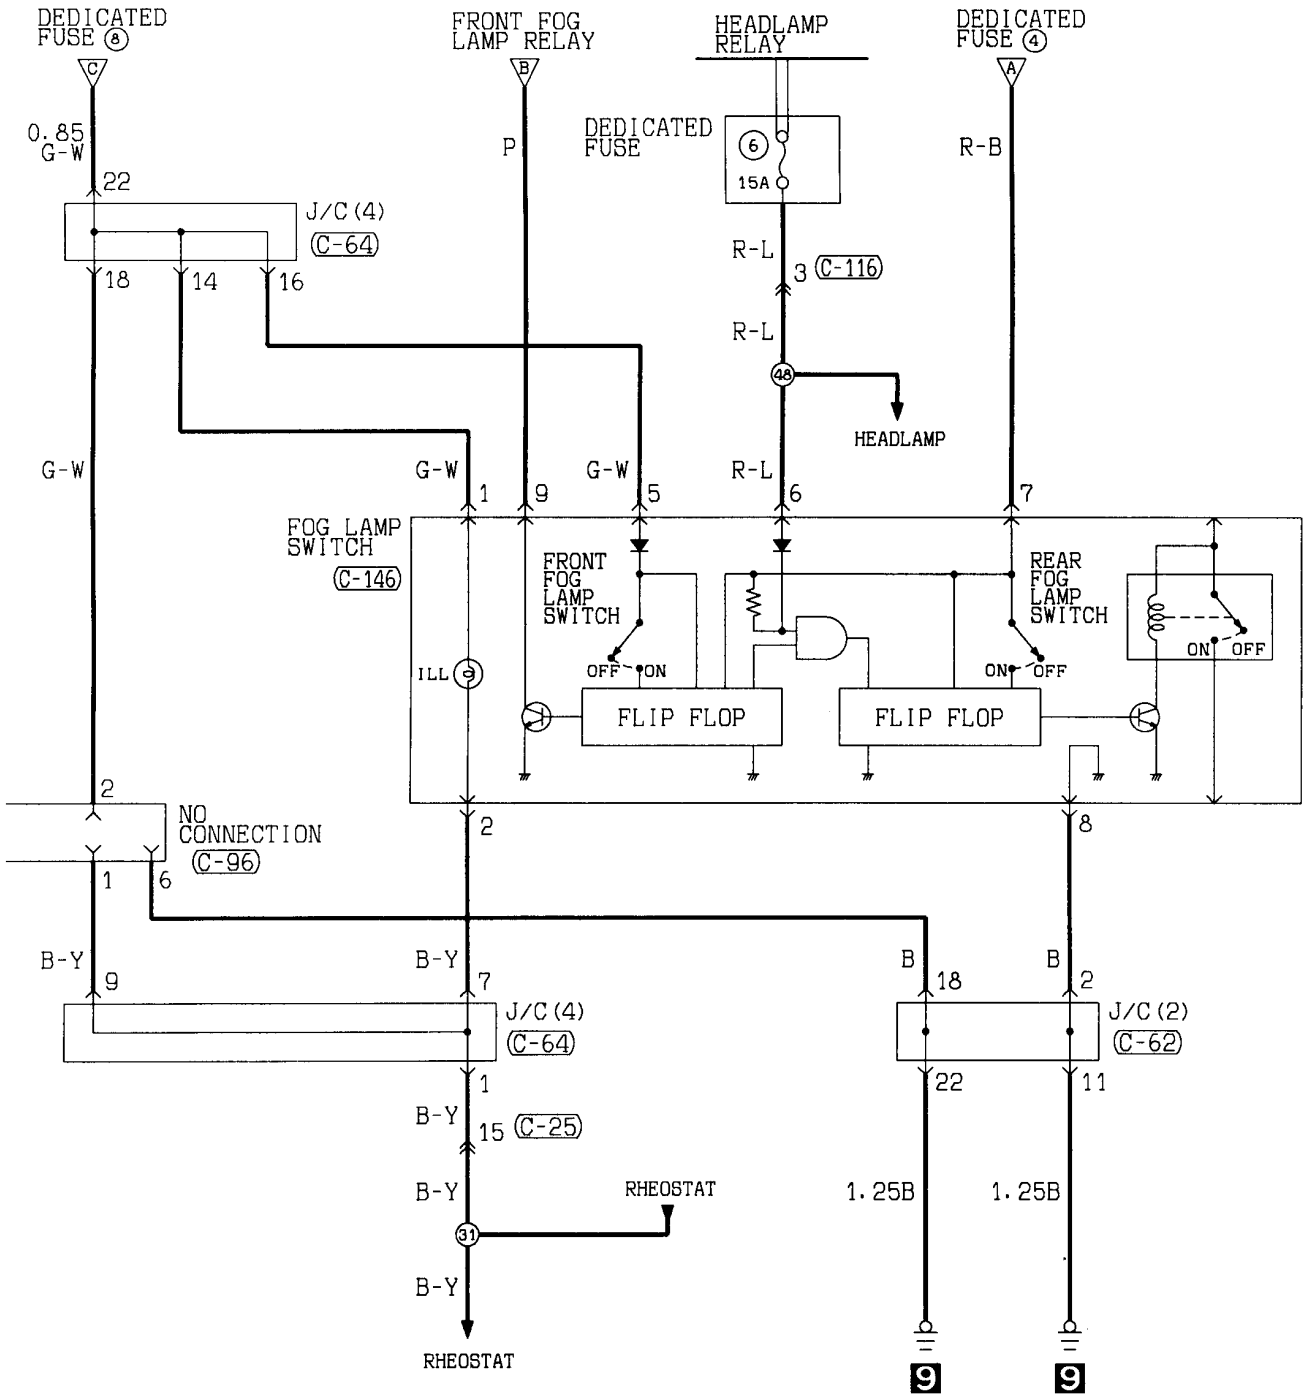 DEDICATED
FUSE 8
FRONT FOG
LAMP RELAY
HEADLAMP
RELAY
DEDICATED
FUSE 4
C
B
A
0.85
G-W
P
DEDICATED
FUSE
6
15A
R-B
22
J/C(4)
C-64
R-L
3 C-116
18
14
16
R-L
48
HEADLAMP
G-W
G-W
G-W
R-L
1
9
5
6
7
FOG LAMP
SWITCH
C-146
FRONT
FOG
LAMP
SWITCH
REAR
FOG
LAMP
SWITCH
ON OFF
OFF ON
ON OFF
ILL
FLIP FLOP
FLIP FLOP
2
NO
CONNECTION
C-96
2
8
1
6
B-Y
9
B-Y
7
B
18
B
2
J/C(4)
C-64
J/C(2)
C-62
1
22
11
B-Y
15 C-25
B-Y
RHEOSTAT
1.25B
1.25B
31
B-Y
RHEOSTAT
9
9